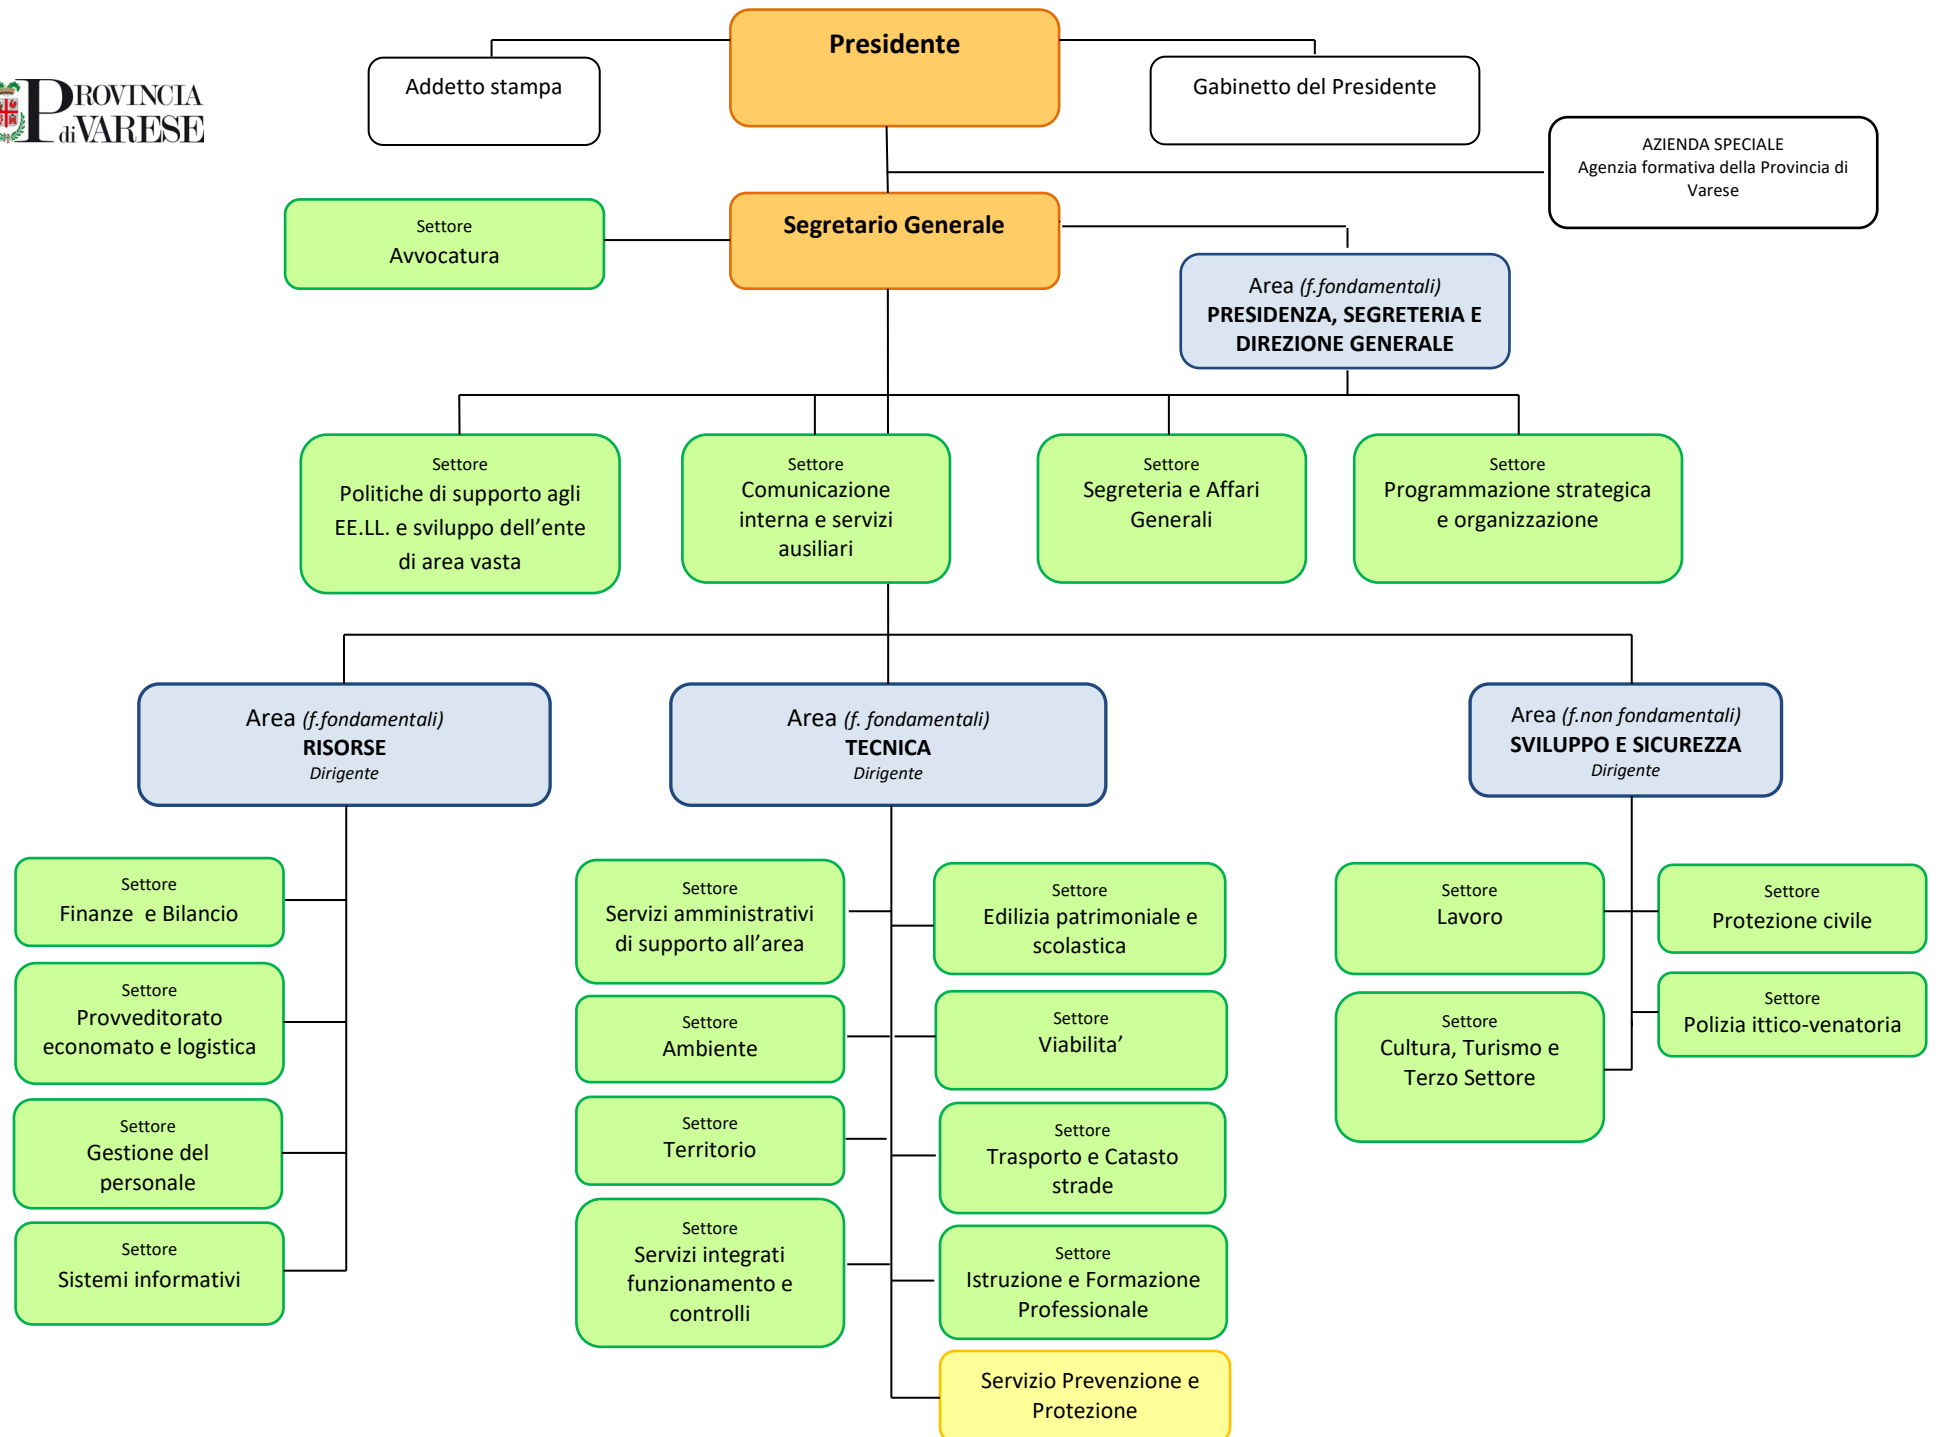 Presidente
Addetto stampa
Gabinetto del Presidente
PROVINCIA
di VARESE
AZIENDA SPECIALE
Agenzia formativa della Provincia di
Varese
Settore
Avvocatura
Segretario Generale
Area (f.fondamentali)
PRESIDENZA, SEGRETERIA E
DIREZIONE GENERALE
Settore
Politiche di supporto agli
EE.LL. e sviluppo dell’ente
di area vasta
Settore
Comunicazione
interna e servizi
ausiliari
Settore
Segreteria e Affari
Generali
Settore
Programmazione strategica
e organizzazione
Area (f.fondamentali)
RISORSE
Dirigente
Area (f. fondamentali)
TECNICA
Dirigente
Area (f.non fondamentali)
SVILUPPO E SICUREZZA
Dirigente
Settore
Finanze  e Bilancio
Settore
Provveditorato
economato e logistica
Settore
Gestione del
personale
Settore
Sistemi informativi
Settore
Servizi amministrativi
di supporto all’area
Settore
Ambiente
Settore
Territorio
Settore
Servizi integrati
funzionamento e
controlli
Settore
Edilizia patrimoniale e
scolastica
Settore
Viabilita’
Settore
Trasporto e Catasto
strade
Settore
Istruzione e Formazione
Professionale
Servizio Prevenzione e
Protezione
Settore
Lavoro
Settore
Cultura, Turismo e
Terzo Settore
Settore
Protezione civile
Settore
Polizia ittico-venatoria